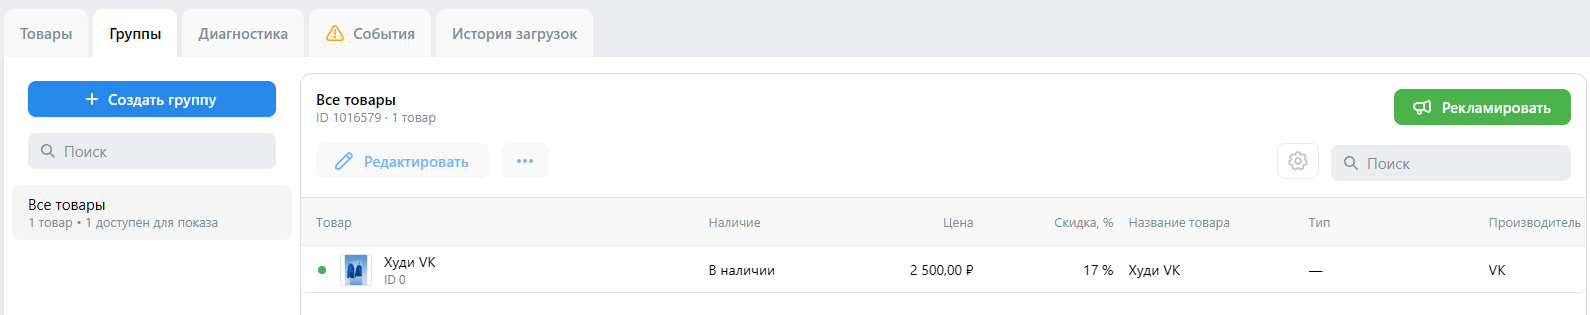 Товары Группы Диагностика События История загрузок
Создать группу
Поиск
Все товары
1 товар • 1 доступен для показа
Все товары
ID 1016579 · 1 товар
Рекламировать
Редактировать
Поиск
Товар Наличие Цена Скидка, % Название товара Тип Производитель
Худи VK
ID 0
В наличии 2 500,00 ₽ 17 % Худи VK — VK